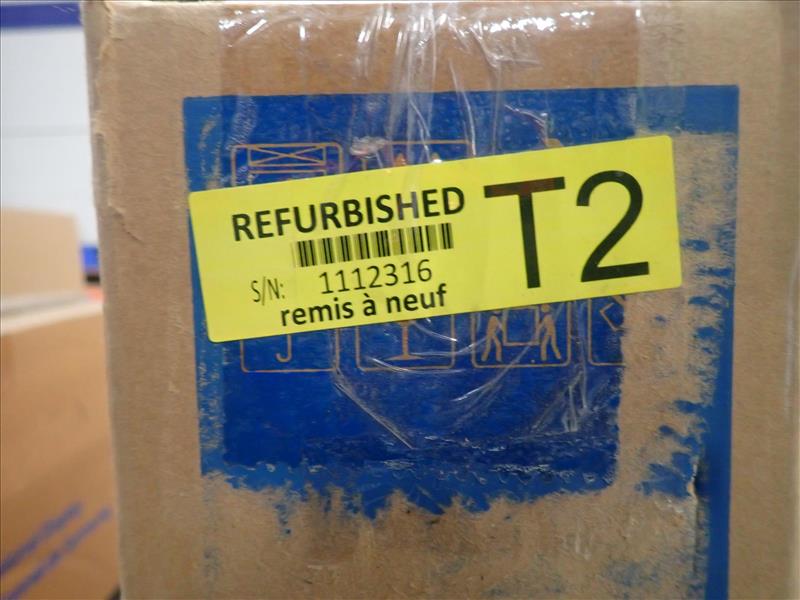 REFURBISHED
T2
S/N: 1112316
remis à neuf